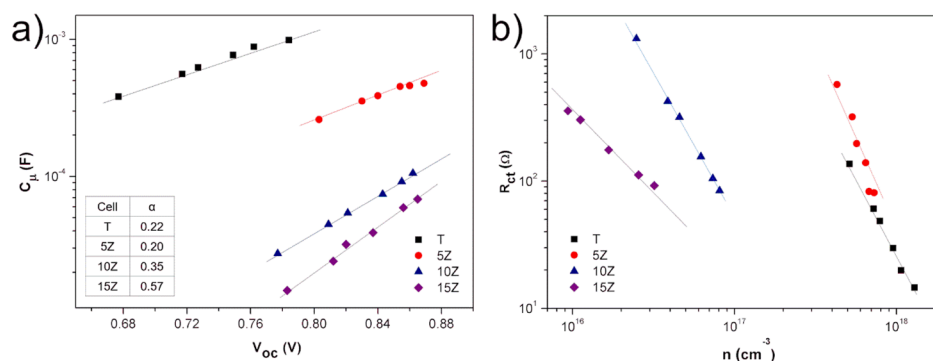 a)
10⁻³
10⁻⁴
C_μ (F)
Cell α
T 0.22
5Z 0.20
10Z 0.35
15Z 0.57
T
5Z
10Z
15Z
0.68 0.72 0.76 0.80 0.84 0.88
V_oc (V)
b)
10³
10²
10¹
R_ct (Ω)
T
5Z
10Z
15Z
10¹⁶ 10¹⁷ 10¹⁸
n (cm⁻³)